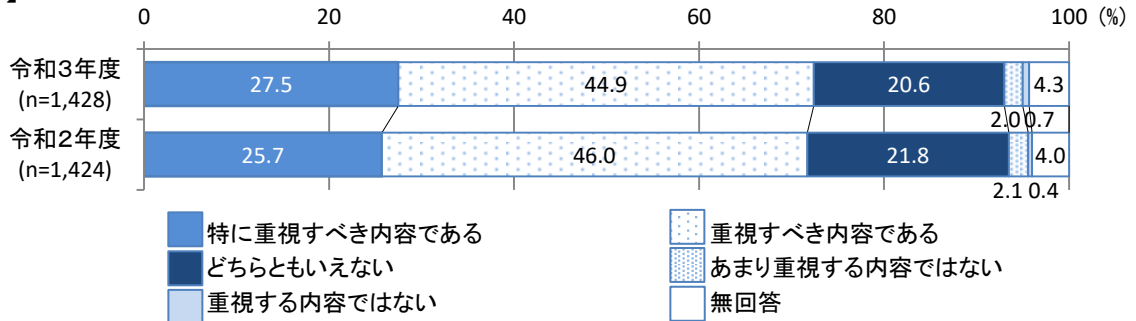 0 20 40 60 80 100 (%)
令和3年度 27.5 44.9 20.6 4.3
(n=1,428)
2.0 0.7
令和2年度 25.7 46.0 21.8 4.0
(n=1,424)
2.1 0.4
特に重視すべき内容である 重視すべき内容である
どちらともいえない あまり重視する内容ではない
重視する内容ではない 無回答